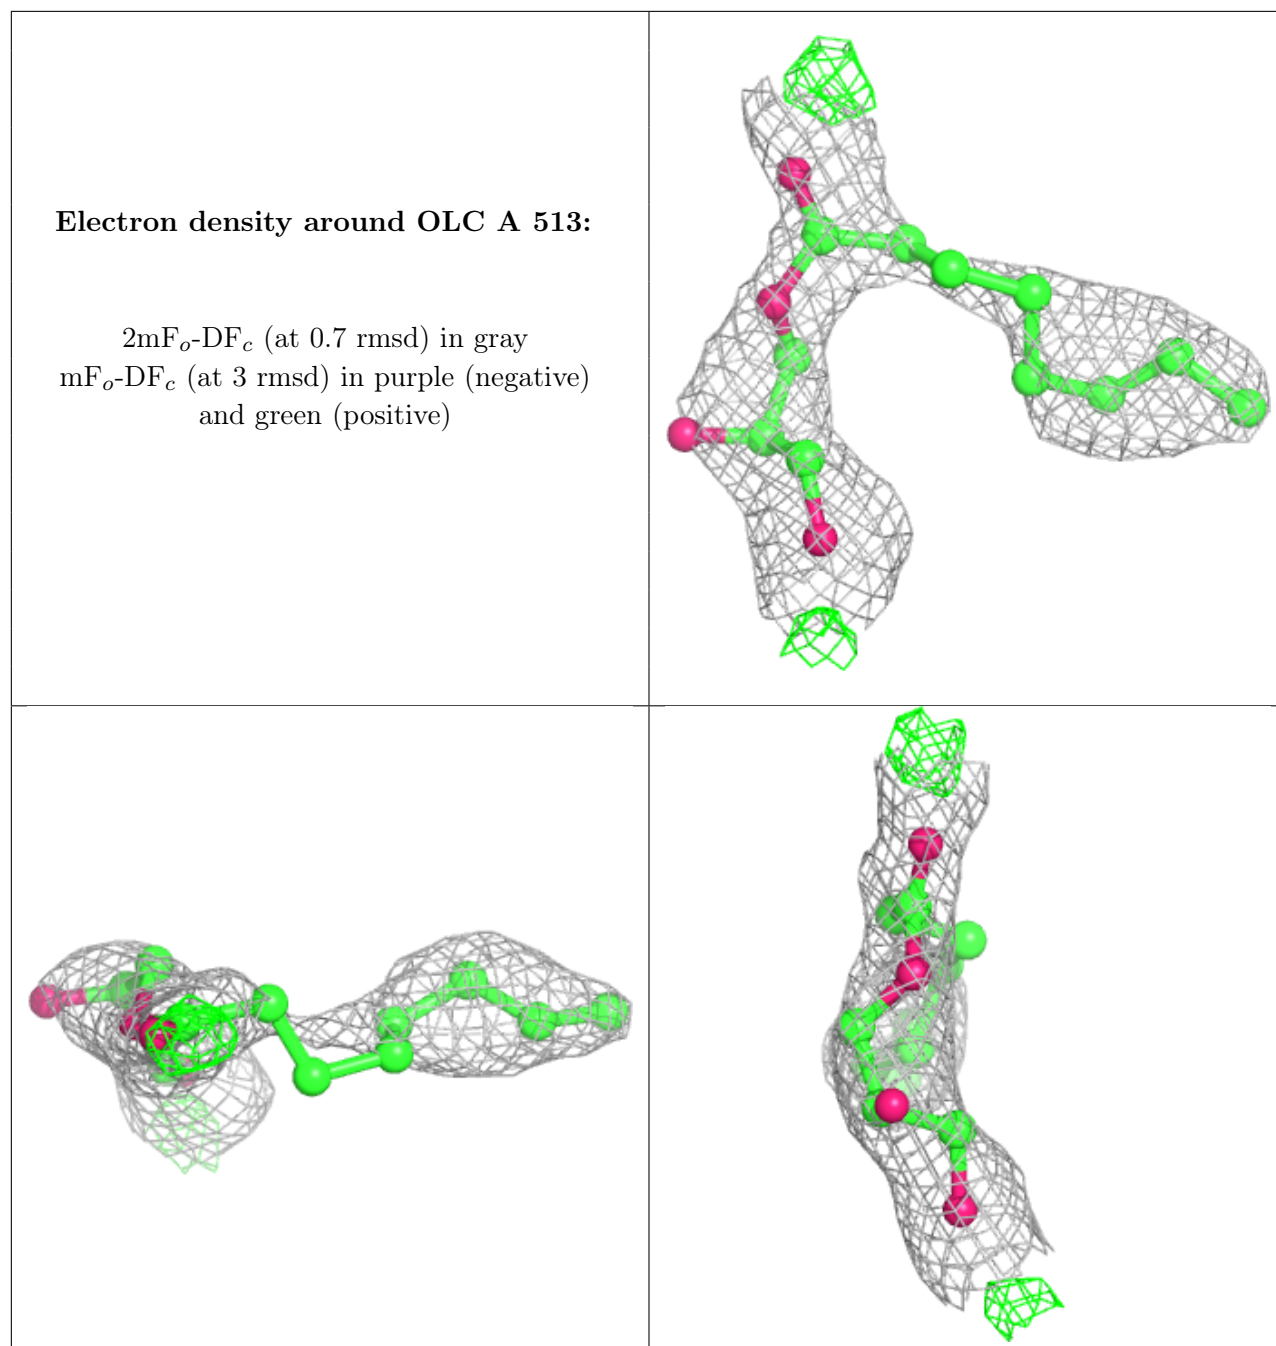 Electron density around OLC A 513:
2mFₒ-DF𝒸 (at 0.7 rmsd) in gray
mFₒ-DF𝒸 (at 3 rmsd) in purple (negative)
and green (positive)